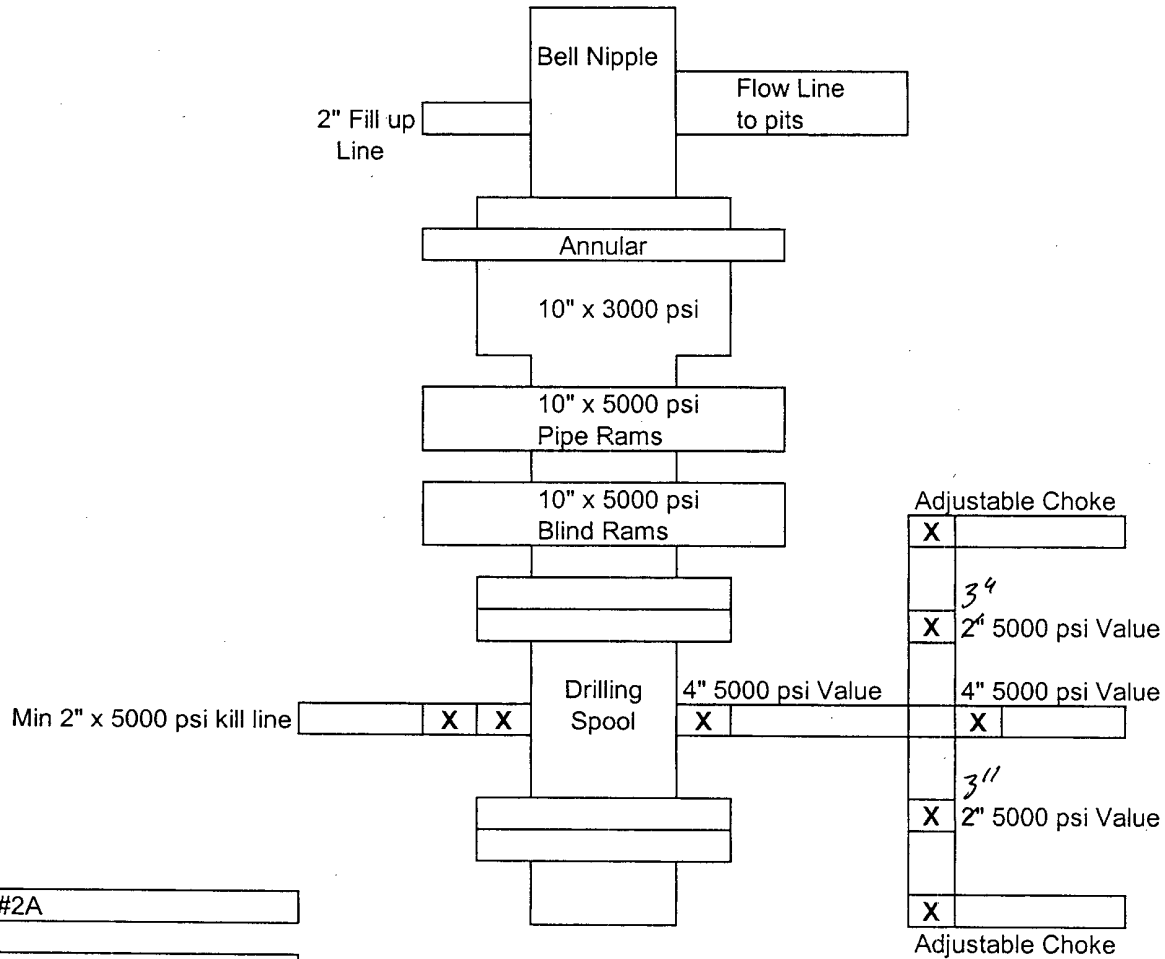 Bell Nipple
Flow Line
to pits
2" Fill up
Line
Annular
10" x 3000 psi
10" x 5000 psi
Pipe Rams
10" x 5000 psi
Blind Rams
Adjustable Choke
X
3"
X 2" 5000 psi Value
Drilling
Spool
4" 5000 psi Value
4" 5000 psi Value
Min 2" x 5000 psi kill line
X X
X
X
3"
X 2" 5000 psi Value
X
Adjustable Choke
#2A